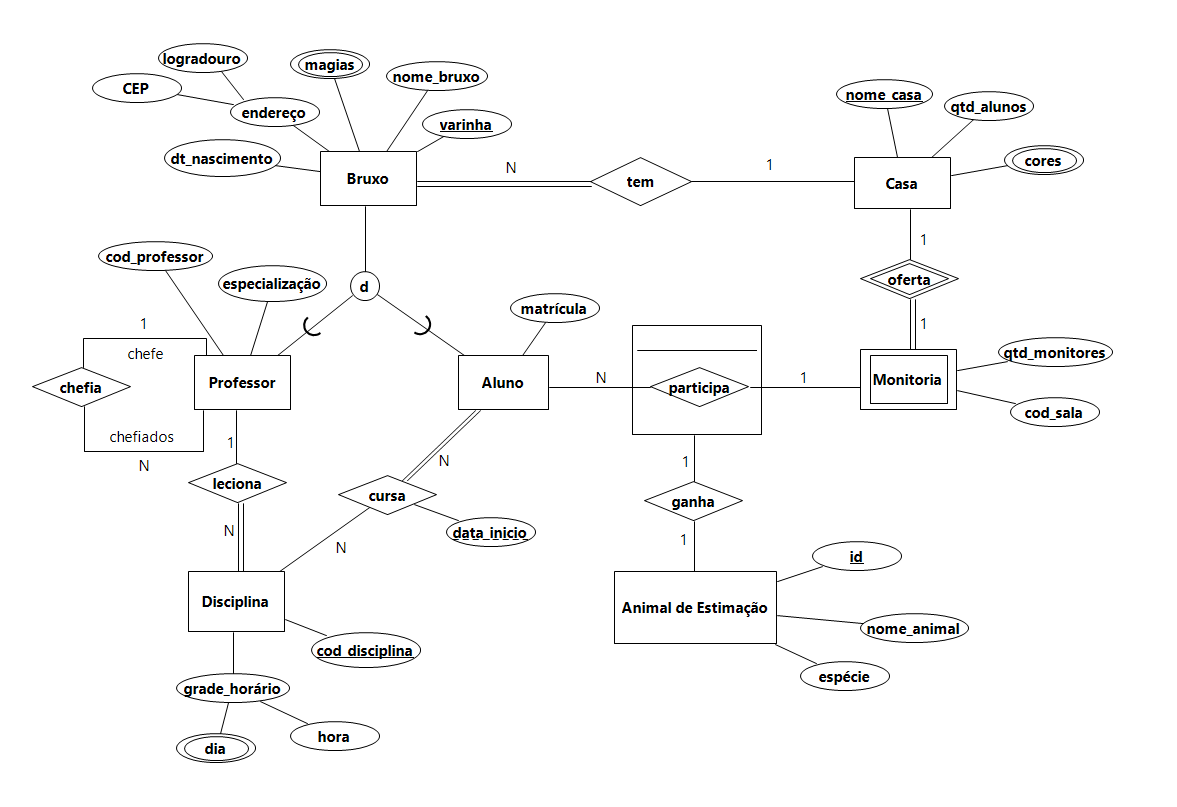 logradouro
magias
nome_bruxo
CEP
endereço
varinha
dt_nascimento
Bruxo
N
tem
1
nome_casa
qtd_alunos
cores
Casa
1
oferta
1
cod_professor
especialização
d
matrícula
1
chefe
chefia
chefiados
N
Professor
Aluno
N
participa
1
Monitoria
qtd_monitores
cod_sala
1
leciona
N
N
cursa
N
data_inicio
1
ganha
1
Disciplina
cod_disciplina
grade_horário
dia
hora
Animal de Estimação
id
nome_animal
espécie